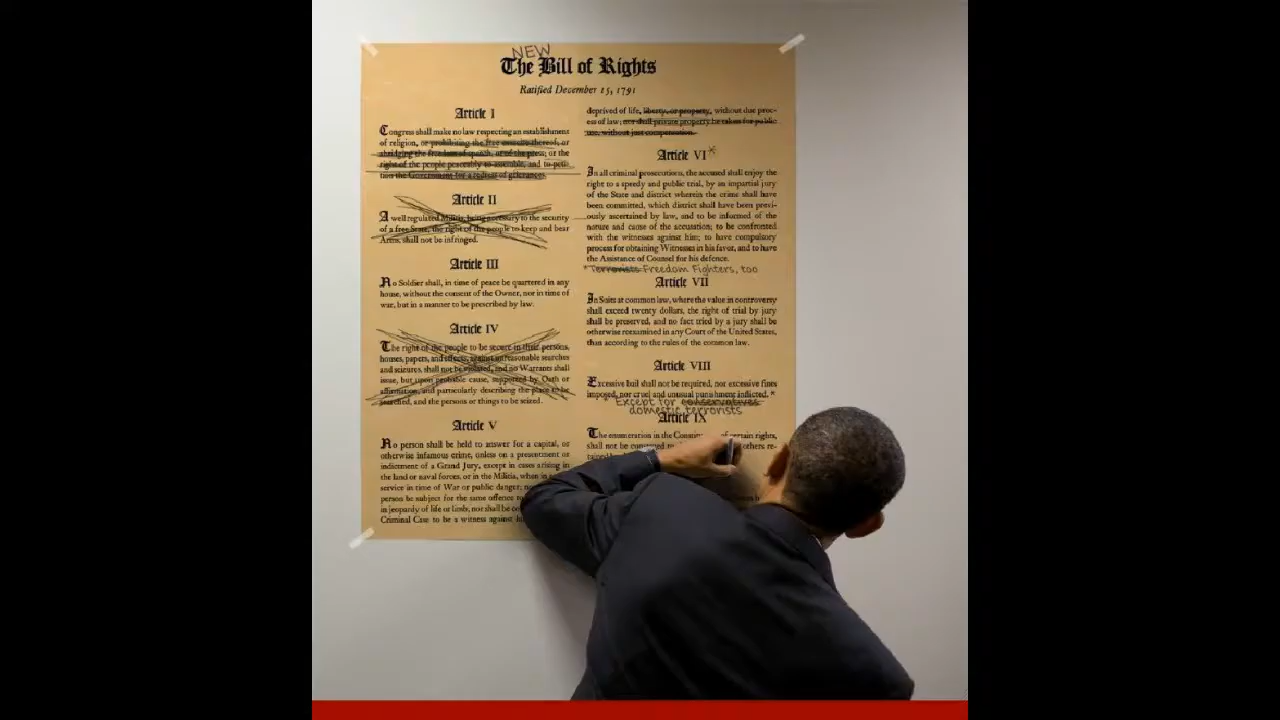 NEW
The Bill of Rights
Ratified December 15, 1791
Article I
Congress shall make no law respecting an establishment
of religion, or prohibiting the free exercise thereof; or
abridging the freedom of speech, or of the press; or the
right of the people peaceably to assemble, and to peti-
tion the Government for a redress of grievances.
Article II
A well regulated Militia, being necessary to the security
of a free State, the right of the people to keep and bear
Arms, shall not be infringed.
Article III
No Soldier shall, in time of peace be quartered in any
house, without the consent of the Owner, nor in time of
war, but in a manner to be prescribed by law.
Article IV
The right of the people to be secure in their persons,
houses, papers, and effects, against unreasonable searches
and seizures, shall not be violated, and no Warrants shall
issue, but upon probable cause, supported by Oath or
affirmation, and particularly describing the place to be
searched, and the persons or things to be seized.
Article V
No person shall be held to answer for a capital, or
otherwise infamous crime, unless on a presentment or
indictment of a Grand Jury, except in cases arising in
the land or naval forces, or in the Militia, when in
service in time of War or public danger;
person be subject for the same offence
in jeopardy of life or limb, nor shall be
Criminal Case to be a witness against
deprived of life, liberty, or property, without due proc-
ess of law; nor shall private property be taken for public
use, without just compensation.
Article VI*
In all criminal prosecutions, the accused shall enjoy the
right to a speedy and public trial, by an impartial jury
of the State and district wherein the crime shall have
been committed, which district shall have been previ-
ously ascertained by law, and to be informed of the
nature and cause of the accusation; to be confronted
with the witnesses against him; to have compulsory
process for obtaining Witnesses in his favor, and to have
the Assistance of Counsel for his defence.
*Terrorists Freedom Fighters, too
Article VII
In Suits at common law, where the value in controversy
shall exceed twenty dollars, the right of trial by jury
shall be preserved, and no fact tried by a jury shall be
otherwise reexamined in any Court of the United States,
than according to the rules of the common law.
Article VIII
Excessive bail shall not be required, nor excessive fines
imposed, nor cruel and unusual punishment inflicted.*
* Except for conservatives
domestic terrorists
Article IX
The enumeration in the of certain rights,
shall not be others re-